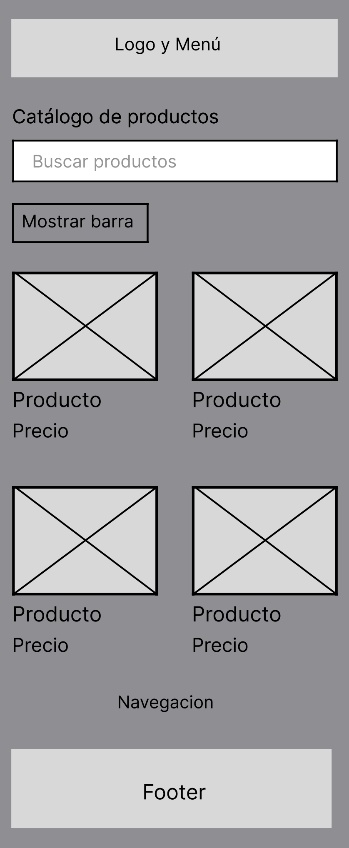 Logo y Menú
Catálogo de productos
Buscar productos
Mostrar barra
Producto
Precio
Producto
Precio
Producto
Precio
Producto
Precio
Navegacion
Footer